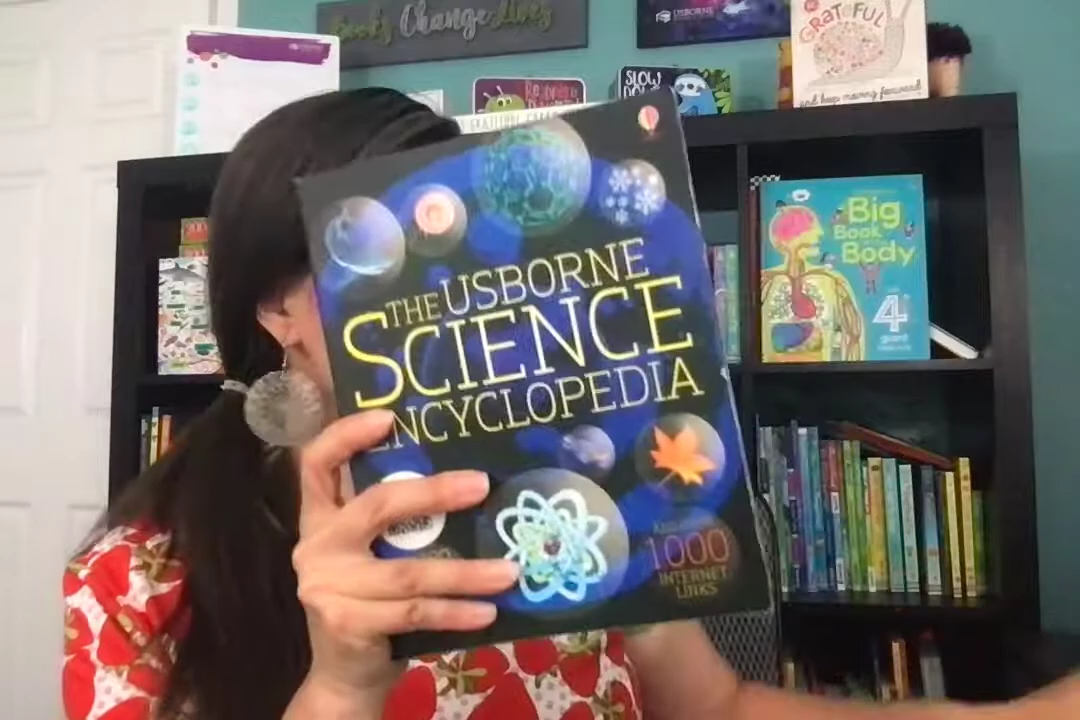 Books Change Lives
USBORNE
GRATEFUL
and keep moving forward
SLOW
DOWN
THE USBORNE
SCIENCE
ENCYCLOPEDIA
1000
INTERNET
LINKS
Big
Book
Body
4
giant